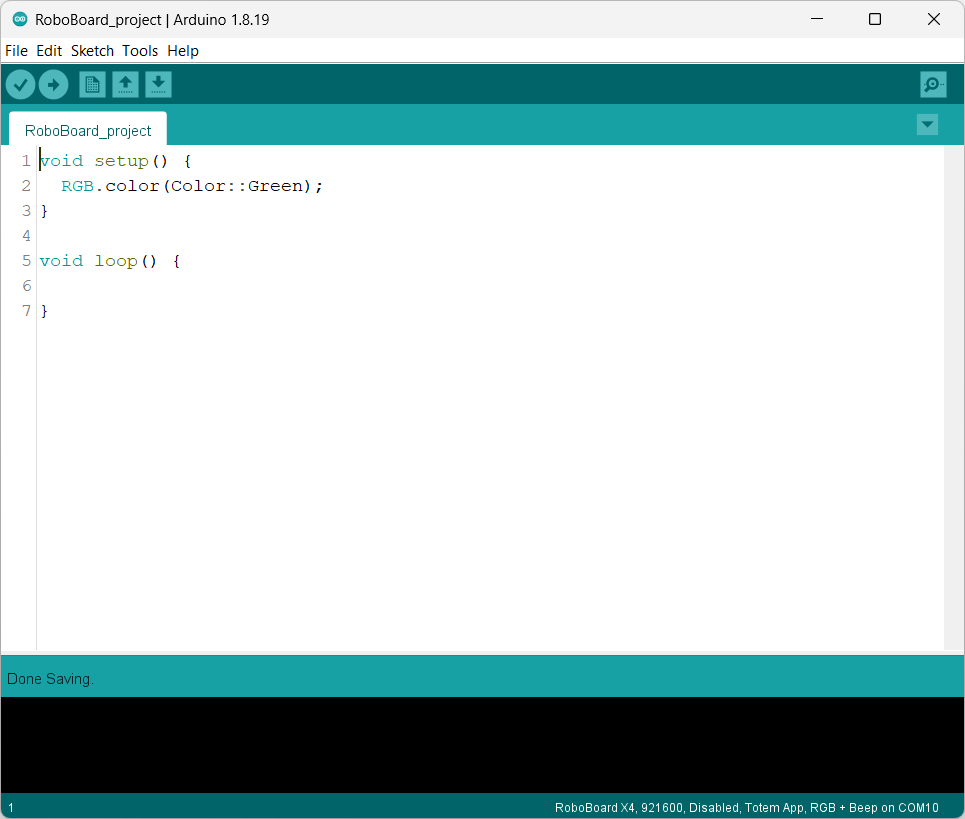 RoboBoard_project | Arduino 1.8.19
File Edit Sketch Tools Help
RoboBoard_project
1 void setup() {
2   RGB.color(Color::Green);
3 }
4
5 void loop() {
6
7 }
Done Saving.
1 RoboBoard X4, 921600, Disabled, Totem App, RGB + Beep on COM10